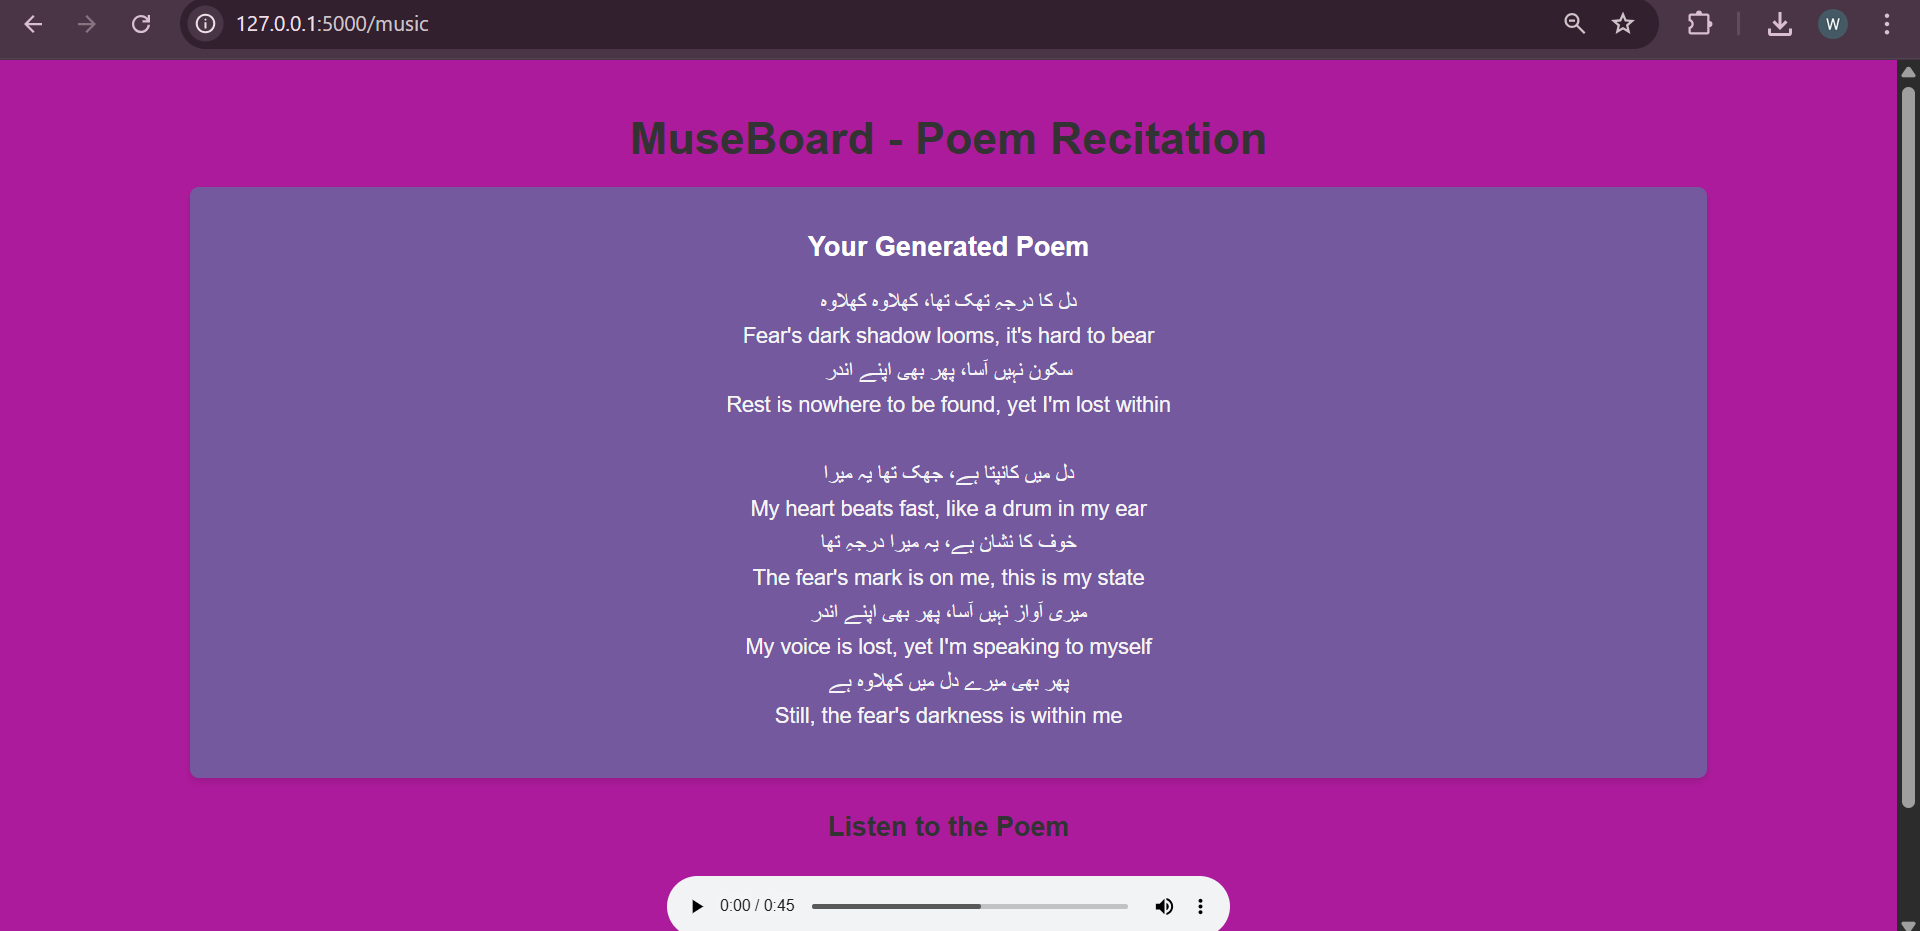 127.0.0.1:5000/music
W
MuseBoard - Poem Recitation
Your Generated Poem
دل کا درجہِ تھک تھا، کھلاوہ کھلاوہ
Fear's dark shadow looms, it's hard to bear
سکون نہیں آسا، پھر بھی اپنے اندر
Rest is nowhere to be found, yet I'm lost within
دل میں کانپتا ہے، جھک تھا یہ میرا
My heart beats fast, like a drum in my ear
خوف کا نشان ہے، یہ میرا درجہِ تھا
The fear's mark is on me, this is my state
میری آواز نہیں آسا، پھر بھی اپنے اندر
My voice is lost, yet I'm speaking to myself
پھر بھی میرے دل میں کھلاوہ ہے
Still, the fear's darkness is within me
Listen to the Poem
0:00 / 0:45